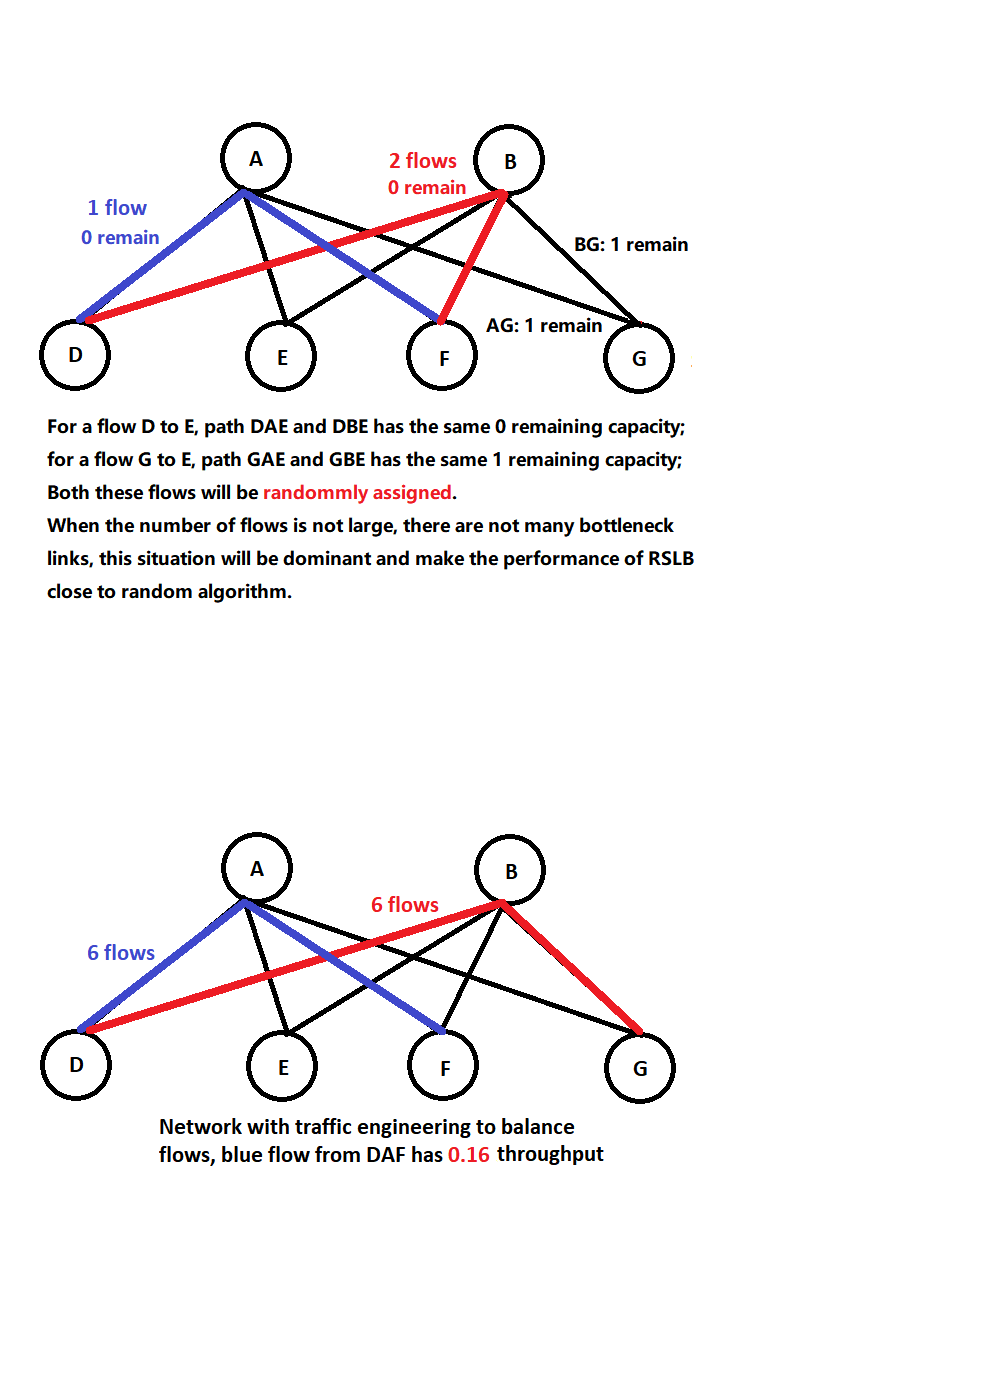 A
B
2 flows
0 remain
1 flow
0 remain
BG: 1 remain
AG: 1 remain
D
E
F
G
For a flow D to E, path DAE and DBE has the same 0 remaining capacity;
for a flow G to E, path GAE and GBE has the same 1 remaining capacity;
Both these flows will be randommly assigned.
When the number of flows is not large, there are not many bottleneck
links, this situation will be dominant and make the performance of RSLB
close to random algorithm.
A
B
6 flows
6 flows
D
E
F
G
Network with traffic engineering to balance
flows, blue flow from DAF has 0.16 throughput